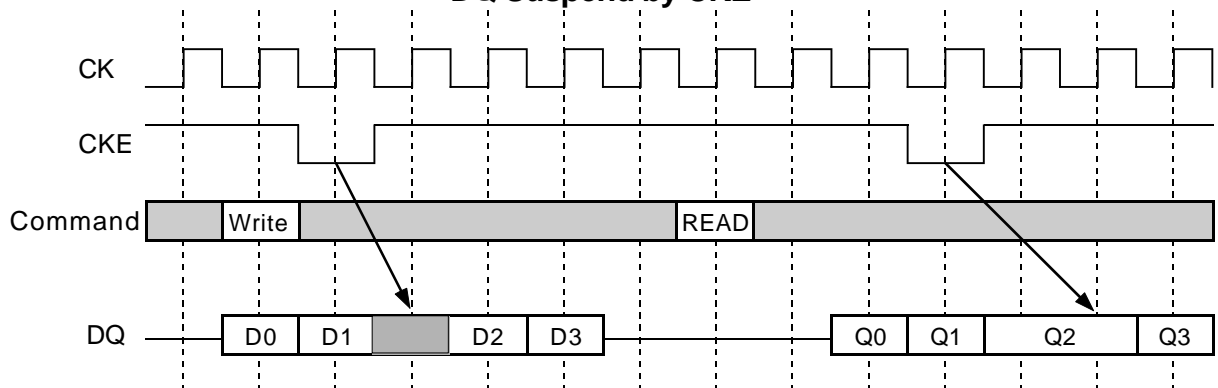 DQ Suspend by CKE
CK
CKE
Command Write READ
DQ D0 D1 D2 D3 Q0 Q1 Q2 Q3